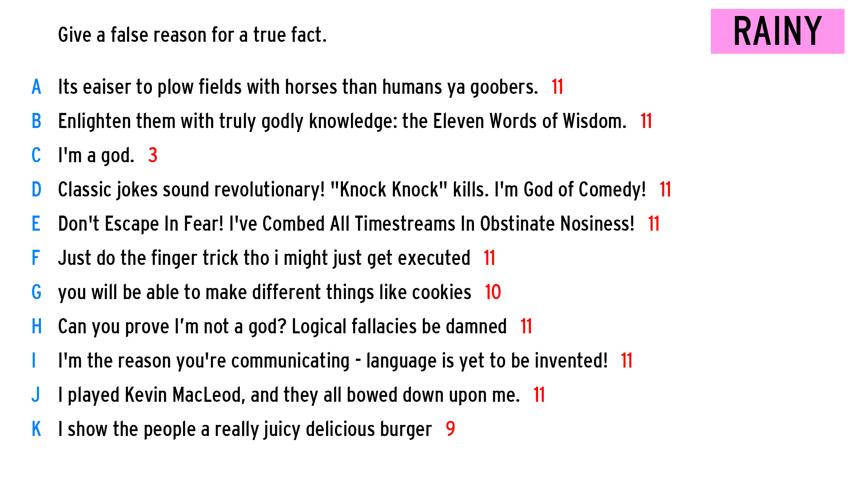 Give a false reason for a true fact.
RAINY
A Its eaiser to plow fields with horses than humans ya goobers. 11
B Enlighten them with truly godly knowledge: the Eleven Words of Wisdom. 11
C I'm a god. 3
D Classic jokes sound revolutionary! "Knock Knock" kills. I'm God of Comedy! 11
E Don't Escape In Fear! I've Combed All Timestreams In Obstinate Nosiness! 11
F Just do the finger trick tho i might just get executed 11
G you will be able to make different things like cookies 10
H Can you prove I’m not a god? Logical fallacies be damned 11
I I'm the reason you're communicating - language is yet to be invented! 11
J I played Kevin MacLeod, and they all bowed down upon me. 11
K I show the people a really juicy delicious burger 9